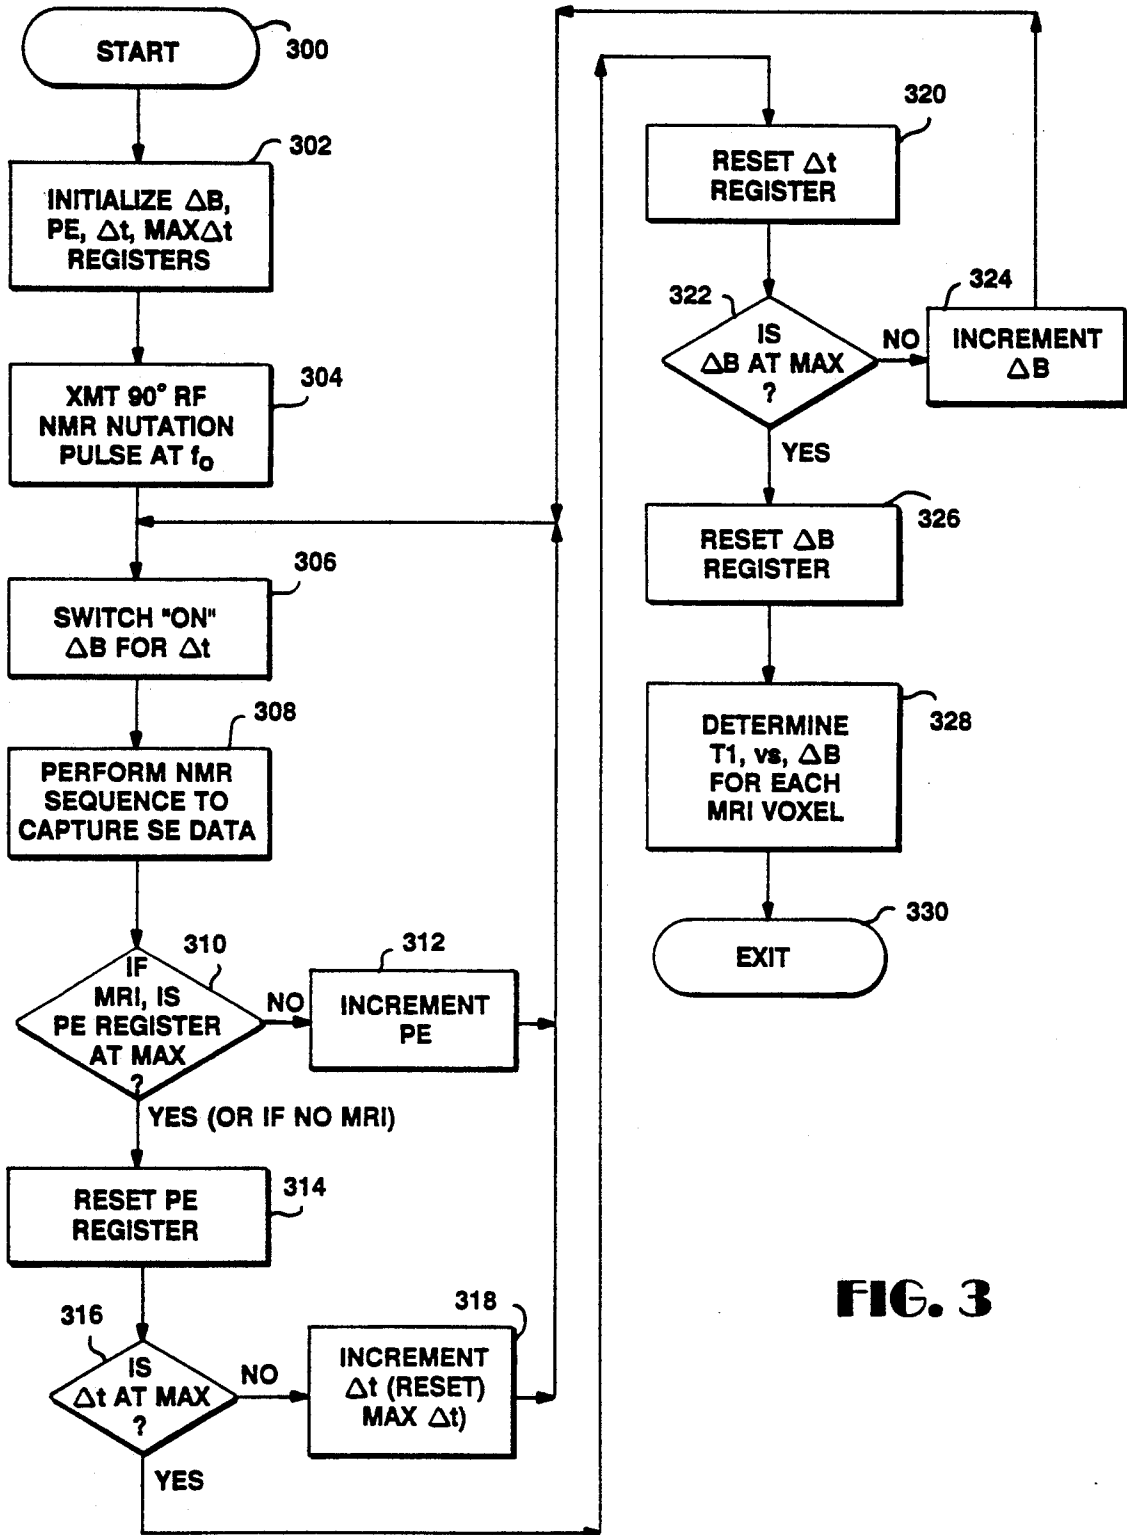 START
300
302
INITIALIZE ΔB,
PE, Δt, MAXΔt
REGISTERS
304
XMT 90° RF
NMR NUTATION
PULSE AT fo
306
SWITCH "ON"
ΔB FOR Δt
308
PERFORM NMR
SEQUENCE TO
CAPTURE SE DATA
310
IF
MRI, IS
PE REGISTER
AT MAX
?
NO
312
INCREMENT
PE
YES (OR IF NO MRI)
314
RESET PE
REGISTER
316
IS
Δt AT MAX
?
NO
318
INCREMENT
Δt (RESET)
MAX Δt)
YES
320
RESET Δt
REGISTER
322
IS
ΔB AT MAX
?
NO
324
INCREMENT
ΔB
YES
326
RESET ΔB
REGISTER
328
DETERMINE
T1, vs, ΔB
FOR EACH
MRI VOXEL
330
EXIT
FIG. 3